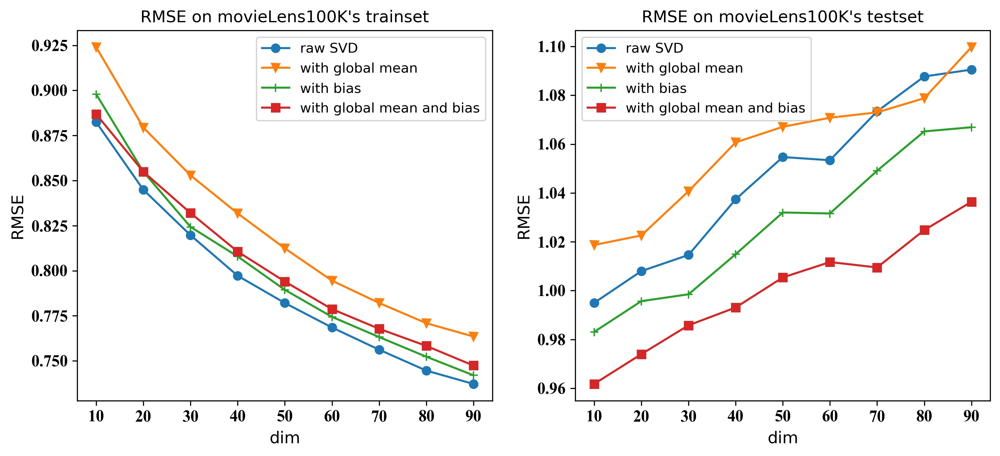 RMSE on movieLens100K's trainset
raw SVD
with global mean
with bias
with global mean and bias
0.925
0.900
0.875
0.850
0.825
0.800
0.775
0.750
RMSE
10 20 30 40 50 60 70 80 90
dim
RMSE on movieLens100K's testset
raw SVD
with global mean
with bias
with global mean and bias
1.10
1.08
1.06
1.04
1.02
1.00
0.98
0.96
RMSE
10 20 30 40 50 60 70 80 90
dim